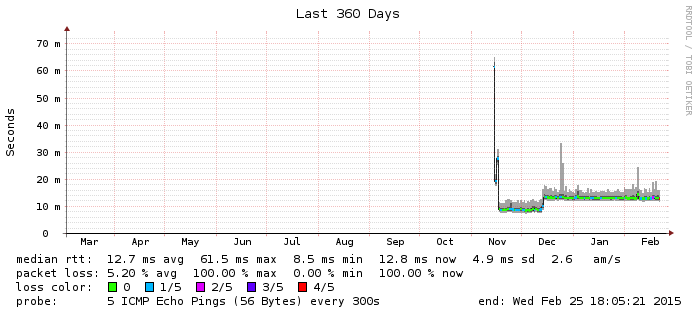 Last 360 Days
RRDTOOL / TOBI OETIKER
70 m
60 m
50 m
40 m
30 m
20 m
10 m
0
Seconds
Mar Apr May Jun Jul Aug Sep Oct Nov Dec Jan Feb
median rtt: 12.7 ms avg 61.5 ms max 8.5 ms min 12.8 ms now 4.9 ms sd 2.6 am/s
packet loss: 5.20 % avg 100.00 % max 0.00 % min 100.00 % now
loss color: 0 1/5 2/5 3/5 4/5
probe: 5 ICMP Echo Pings (56 Bytes) every 300s end: Wed Feb 25 18:05:21 2015